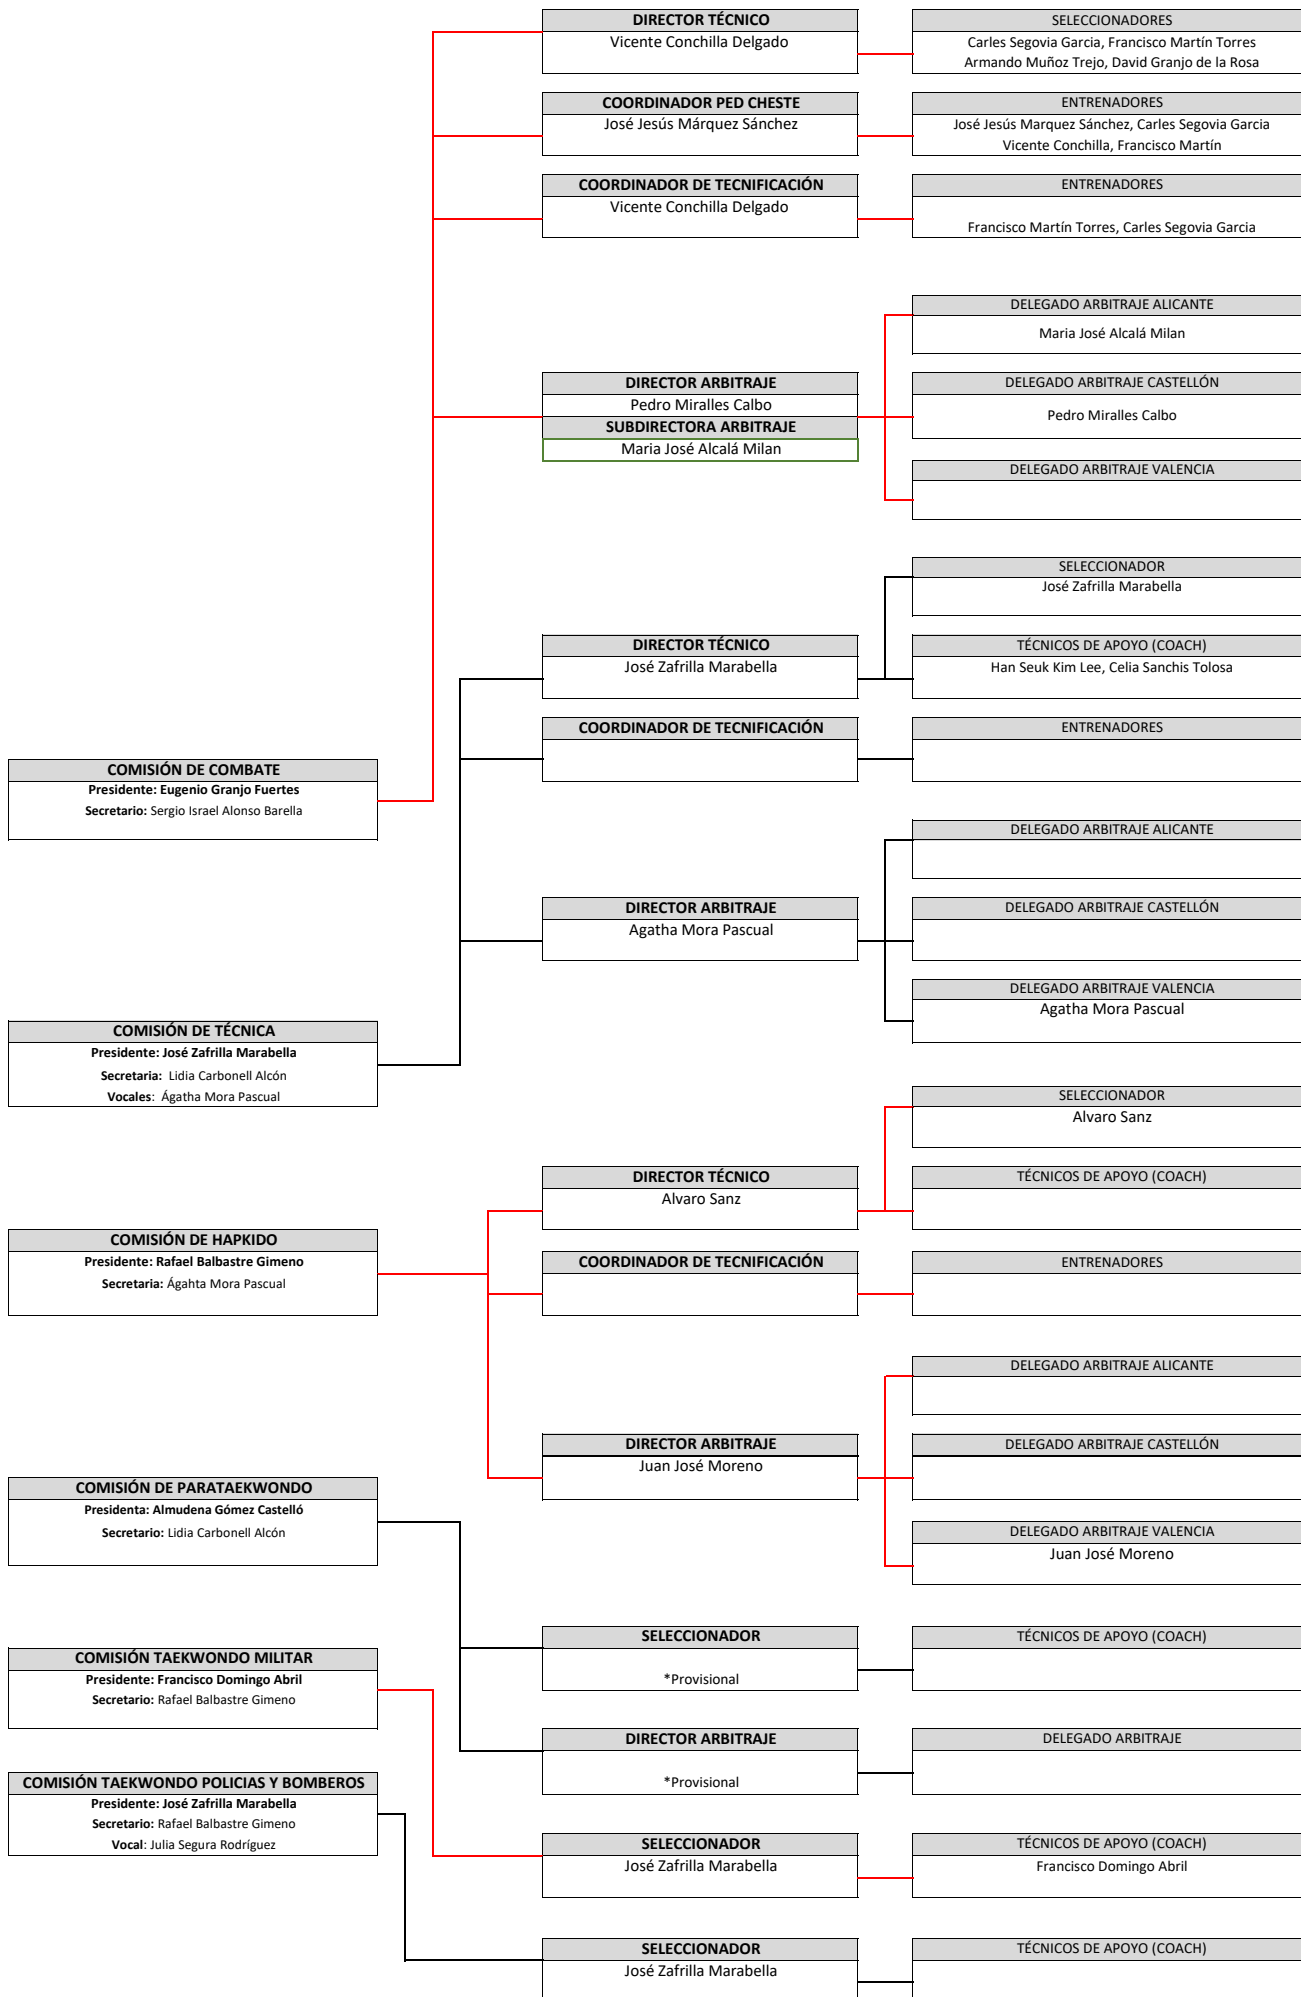 DIRECTOR TÉCNICO
Vicente Conchilla Delgado
SELECCIONADORES
Carles Segovia Garcia, Francisco Martín Torres
Armando Muñoz Trejo, David Granjo de la Rosa
COORDINADOR PED CHESTE
José Jesús Márquez Sánchez
ENTRENADORES
José Jesús Marquez Sánchez, Carles Segovia Garcia
Vicente Conchilla, Francisco Martín
COORDINADOR DE TECNIFICACIÓN
Vicente Conchilla Delgado
ENTRENADORES
Francisco Martín Torres, Carles Segovia Garcia
DELEGADO ARBITRAJE ALICANTE
Maria José Alcalá Milan
DIRECTOR ARBITRAJE
Pedro Miralles Calbo
SUBDIRECTORA ARBITRAJE
Maria José Alcalá Milan
DELEGADO ARBITRAJE CASTELLÓN
Pedro Miralles Calbo
DELEGADO ARBITRAJE VALENCIA
SELECCIONADOR
José Zafrilla Marabella
DIRECTOR TÉCNICO
José Zafrilla Marabella
TÉCNICOS DE APOYO (COACH)
Han Seuk Kim Lee, Celia Sanchis Tolosa
COORDINADOR DE TECNIFICACIÓN
ENTRENADORES
COMISIÓN DE COMBATE
Presidente: Eugenio Granjo Fuertes
Secretario: Sergio Israel Alonso Barella
DELEGADO ARBITRAJE ALICANTE
DIRECTOR ARBITRAJE
Agatha Mora Pascual
DELEGADO ARBITRAJE CASTELLÓN
DELEGADO ARBITRAJE VALENCIA
Agatha Mora Pascual
COMISIÓN DE TÉCNICA
Presidente: José Zafrilla Marabella
Secretaria: Lidia Carbonell Alcón
Vocales: Ágatha Mora Pascual
SELECCIONADOR
Alvaro Sanz
DIRECTOR TÉCNICO
Alvaro Sanz
TÉCNICOS DE APOYO (COACH)
COMISIÓN DE HAPKIDO
Presidente: Rafael Balbastre Gimeno
Secretaria: Ágahta Mora Pascual
COORDINADOR DE TECNIFICACIÓN
ENTRENADORES
DELEGADO ARBITRAJE ALICANTE
DIRECTOR ARBITRAJE
Juan José Moreno
DELEGADO ARBITRAJE CASTELLÓN
COMISIÓN DE PARATAEKWONDO
Presidenta: Almudena Gómez Castelló
Secretario: Lidia Carbonell Alcón
DELEGADO ARBITRAJE VALENCIA
Juan José Moreno
SELECCIONADOR
*Provisional
TÉCNICOS DE APOYO (COACH)
COMISIÓN TAEKWONDO MILITAR
Presidente: Francisco Domingo Abril
Secretario: Rafael Balbastre Gimeno
DIRECTOR ARBITRAJE
*Provisional
DELEGADO ARBITRAJE
COMISIÓN TAEKWONDO POLICIAS Y BOMBEROS
Presidente: José Zafrilla Marabella
Secretario: Rafael Balbastre Gimeno
Vocal: Julia Segura Rodríguez
SELECCIONADOR
José Zafrilla Marabella
TÉCNICOS DE APOYO (COACH)
Francisco Domingo Abril
SELECCIONADOR
José Zafrilla Marabella
TÉCNICOS DE APOYO (COACH)